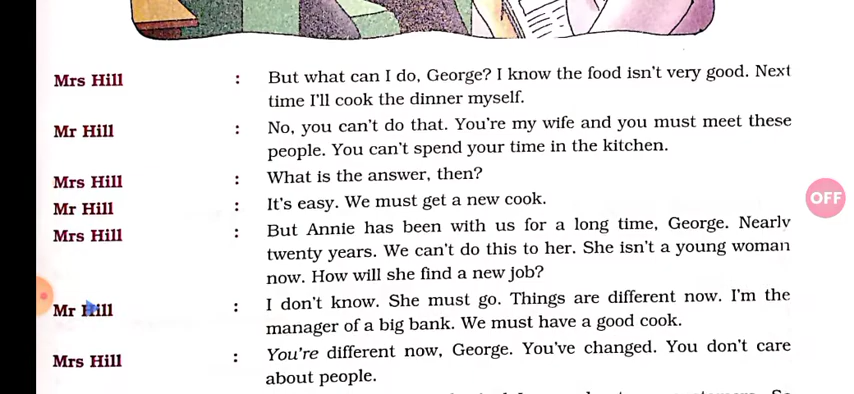 Mrs Hill : But what can I do, George? I know the food isn't very good. Next
time I'll cook the dinner myself.
Mr Hill : No, you can't do that. You're my wife and you must meet these
people. You can't spend your time in the kitchen.
Mrs Hill : What is the answer, then?
Mr Hill : It's easy. We must get a new cook.
Mrs Hill : But Annie has been with us for a long time, George. Nearly
twenty years. We can't do this to her. She isn't a young woman
now. How will she find a new job?
Mr Hill : I don't know. She must go. Things are different now. I'm the
manager of a big bank. We must have a good cook.
Mrs Hill : You're different now, George. You've changed. You don't care
about people.
OFF